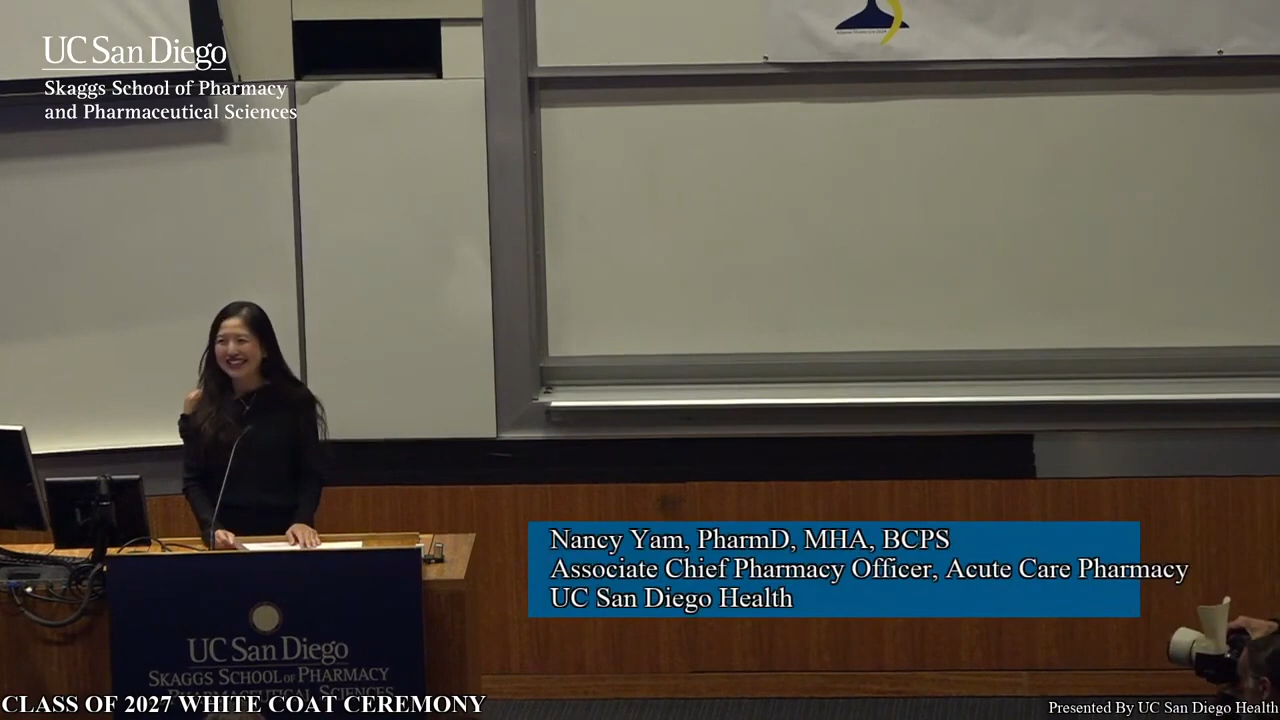 UC San Diego
Skaggs School of Pharmacy
and Pharmaceutical Sciences
Nancy Yam, PharmD, MHA, BCPS
Associate Chief Pharmacy Officer, Acute Care Pharmacy
UC San Diego Health
UC San Diego
SKAGGS SCHOOL OF PHARMACY
PHARMACEUTICAL SCIENCES
CLASS OF 2027 WHITE COAT CEREMONY
Presented By UC San Diego Health